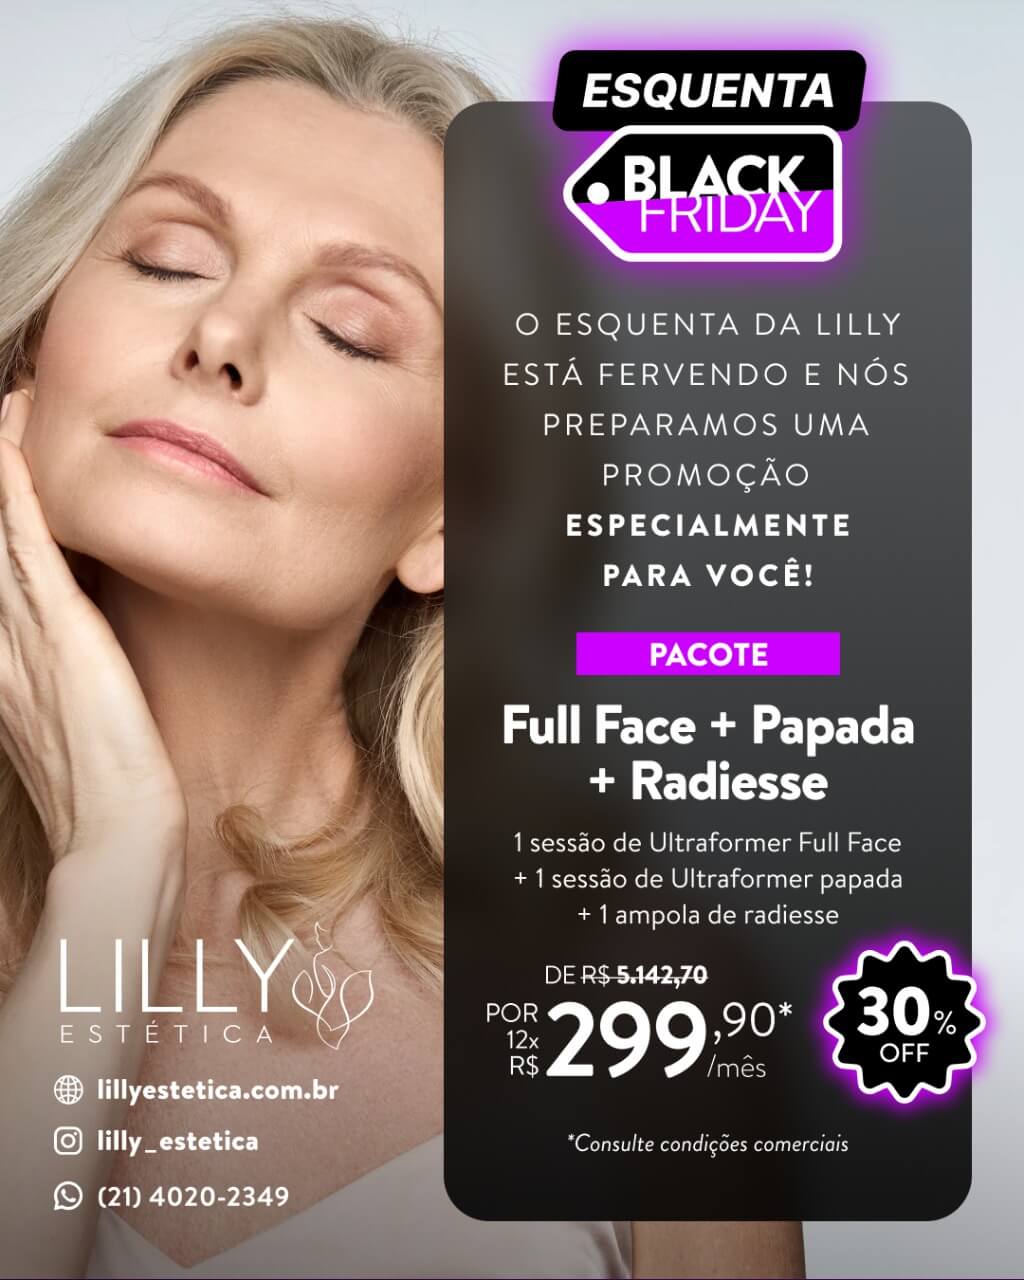 ESQUENTA
BLACK
FRIDAY
O ESQUENTA DA LILLY
ESTÁ FERVENDO E NÓS
PREPARAMOS UMA
PROMOÇÃO
ESPECIALMENTE
PARA VOCÊ!
PACOTE
Full Face + Papada
+ Radiesse
1 sessão de Ultraformer Full Face
+ 1 sessão de Ultraformer papada
+ 1 ampola de radiesse
DE R$ 5.142,70
POR 12x R$ 299,90* /mês
30% OFF
*Consulte condições comerciais
LILLY
ESTÉTICA
lillyestetica.com.br
lilly_estetica
(21) 4020-2349